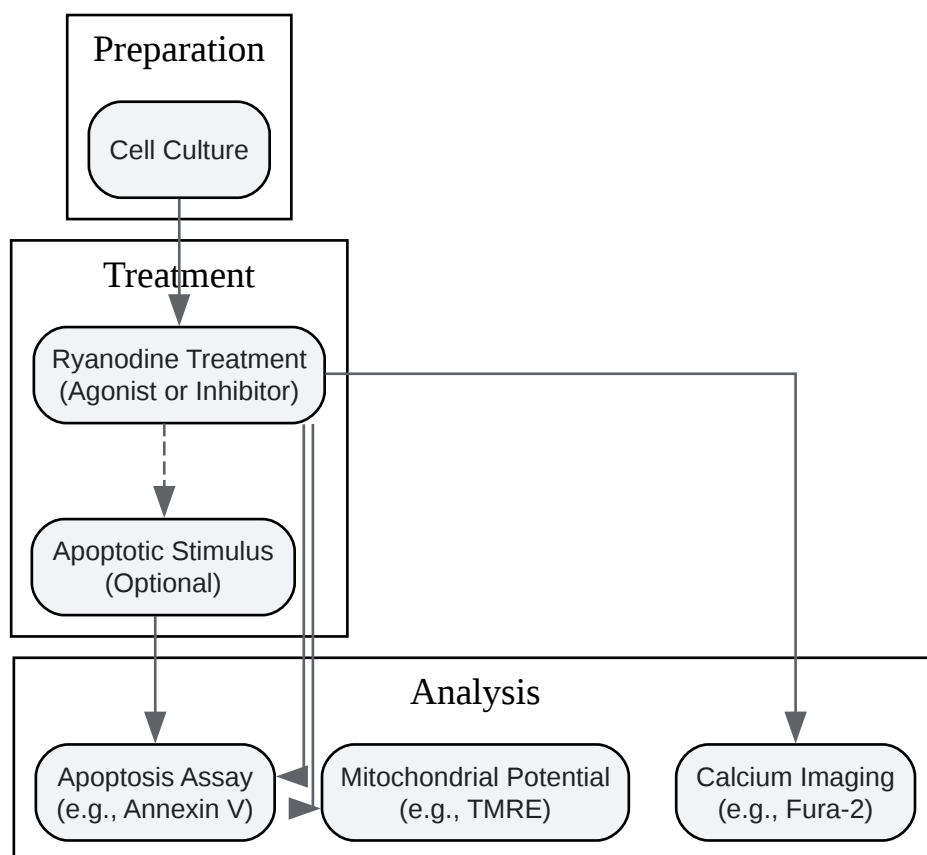 Preparation
Cell Culture
Treatment
Ryanodine Treatment
(Agonist or Inhibitor)
Apoptotic Stimulus
(Optional)
Analysis
Apoptosis Assay
(e.g., Annexin V)
Mitochondrial Potential
(e.g., TMRE)
Calcium Imaging
(e.g., Fura-2)